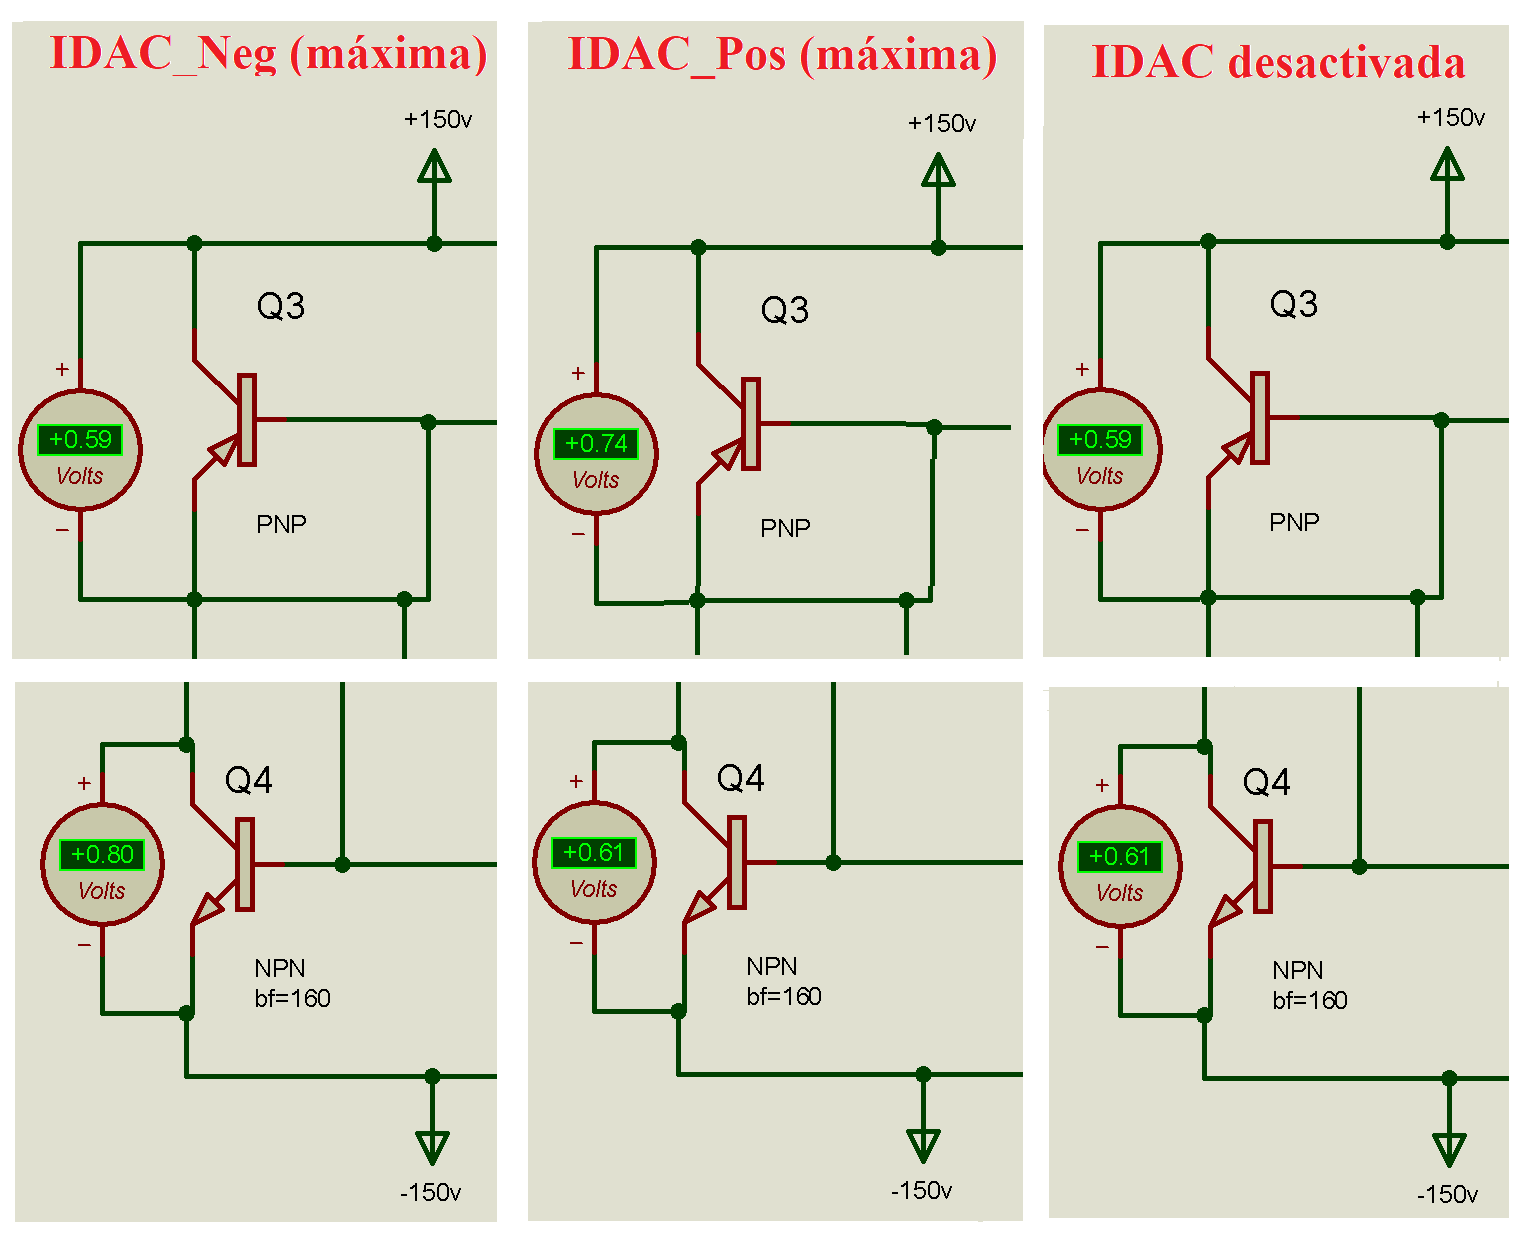 IDAC_Neg (máxima)
+150v
Q3
+
+0.59
Volts
−
PNP
IDAC_Pos (máxima)
+150v
Q3
+
+0.74
Volts
−
PNP
IDAC desactivada
+150v
Q3
+
+0.59
Volts
−
PNP
Q4
+
+0.80
Volts
−
NPN
bf=160
-150v
Q4
+
+0.61
Volts
−
NPN
bf=160
-150v
Q4
+
+0.61
Volts
−
NPN
bf=160
-150v